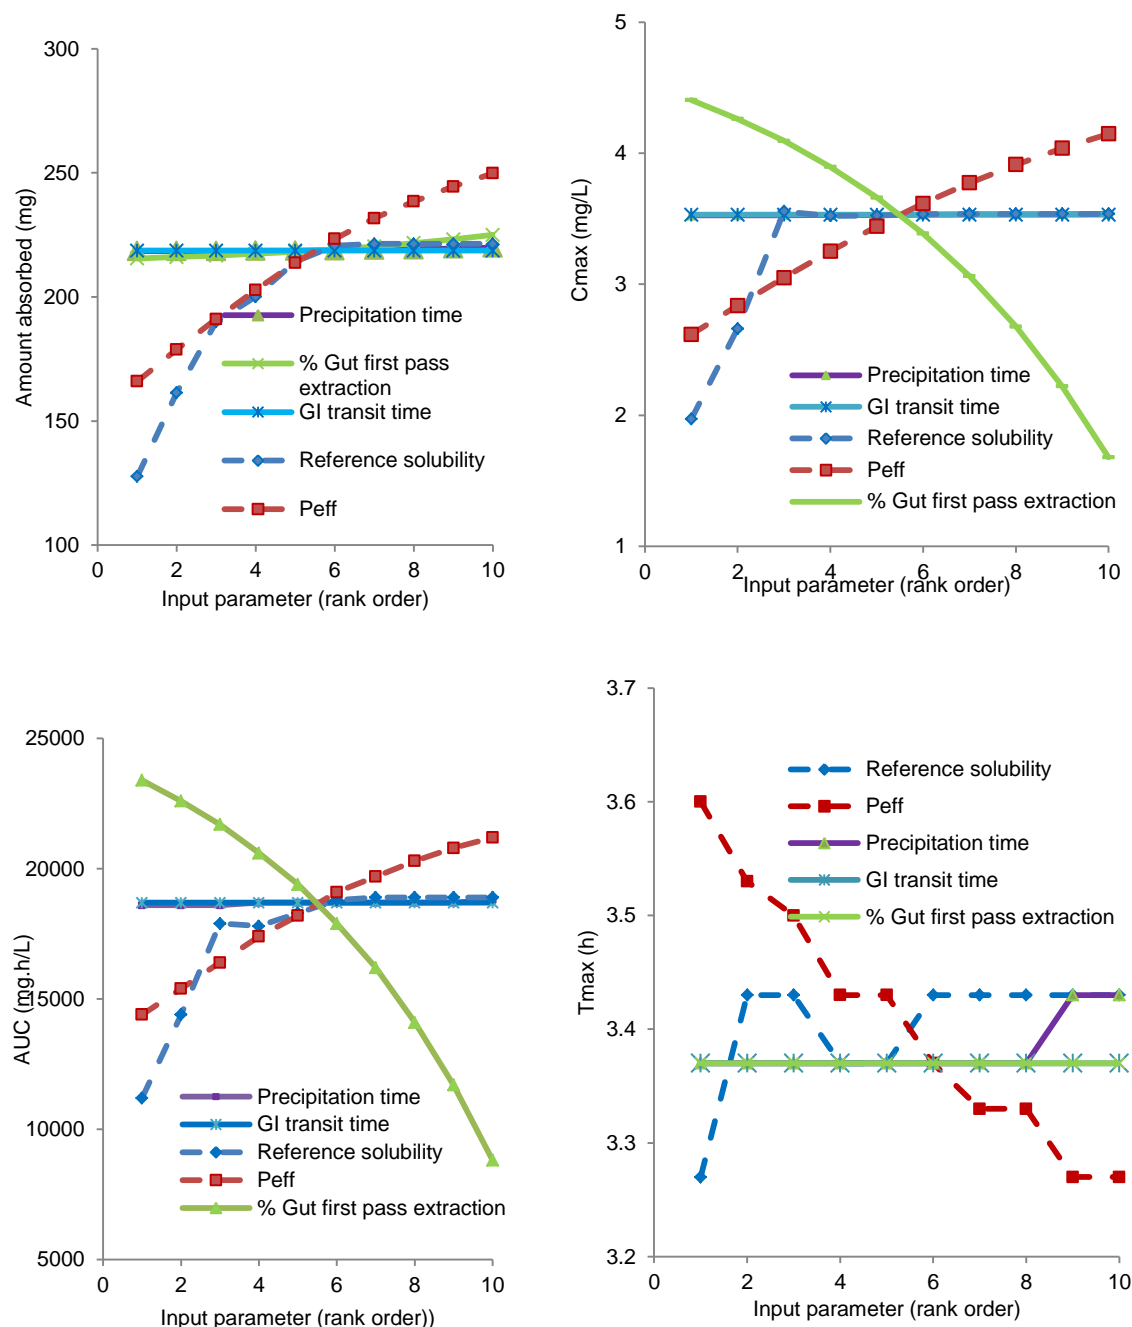 300
250
200
150
100
Amount absorbed (mg)
Precipitation time
% Gut first pass
extraction
GI transit time
Reference solubility
Peff
0
2
4
6
8
10
Input parameter (rank order)
5
4
3
2
1
Cmax (mg/L)
Precipitation time
GI transit time
Reference solubility
Peff
% Gut first pass extraction
0
2
4
6
8
10
Input parameter (rank order)
25000
20000
15000
10000
5000
AUC (mg.h/L)
Precipitation time
GI transit time
Reference solubility
Peff
% Gut first pass extraction
0
2
4
6
8
10
Input parameter (rank order))
3.7
3.6
3.5
3.4
3.3
3.2
Tmax (h)
Reference solubility
Peff
Precipitation time
GI transit time
% Gut first pass extraction
0
2
4
6
8
10
Input parameter (rank order)